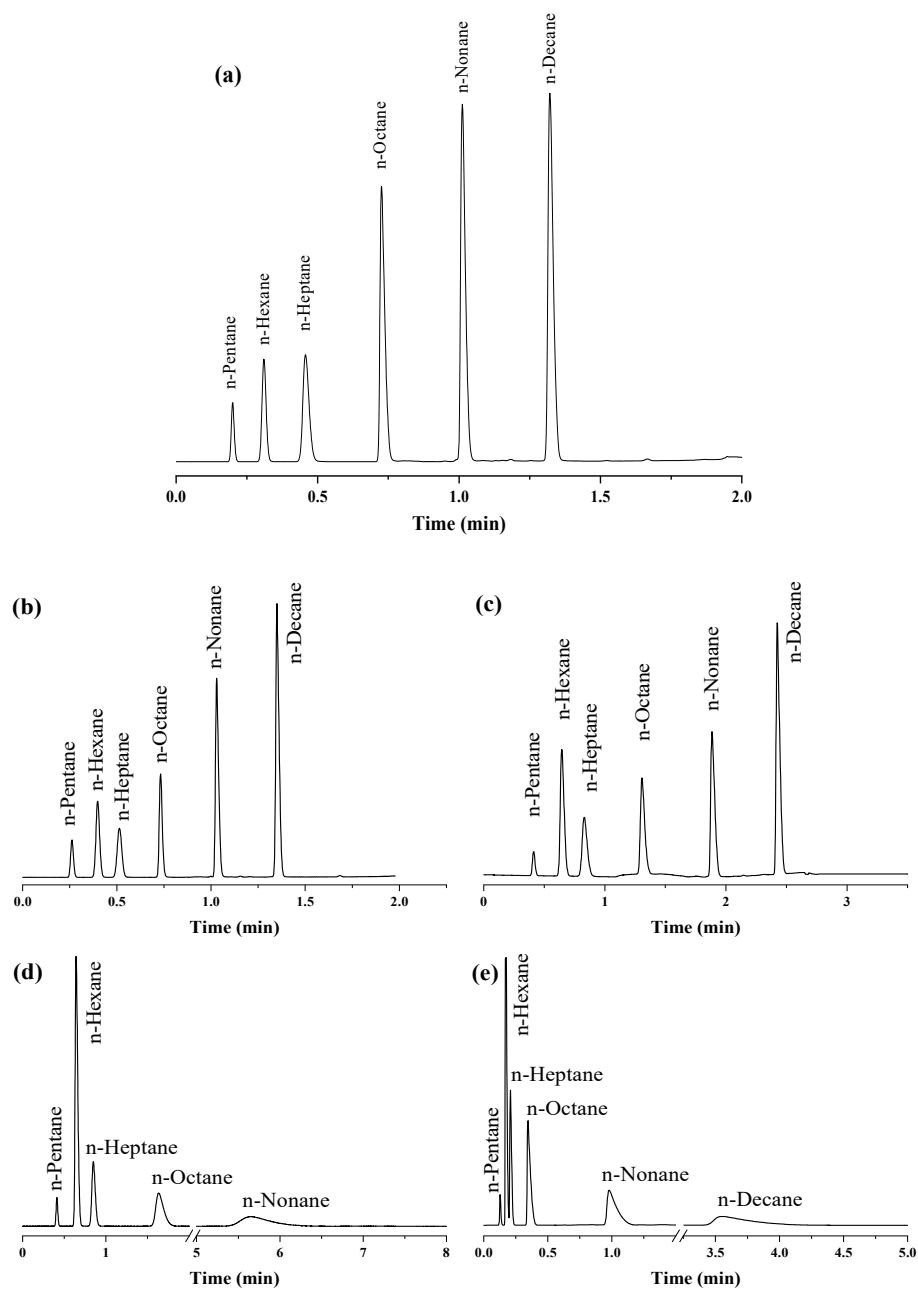 (a)
n-Pentane
n-Hexane
n-Heptane
n-Octane
n-Nonane
n-Decane
0.0 0.5 1.0 1.5 2.0
Time (min)
(b)
n-Pentane
n-Hexane
n-Heptane
n-Octane
n-Nonane
n-Decane
0.0 0.5 1.0 1.5 2.0
Time (min)
(c)
n-Pentane
n-Hexane
n-Heptane
n-Octane
n-Nonane
n-Decane
0 1 2 3
Time (min)
(d)
n-Pentane
n-Hexane
n-Heptane
n-Octane
n-Nonane
0 1 5 6 7 8
Time (min)
(e)
n-Pentane
n-Hexane
n-Heptane
n-Octane
n-Nonane
n-Decane
0.0 0.5 1.0 3.5 4.0 4.5 5.0
Time (min)